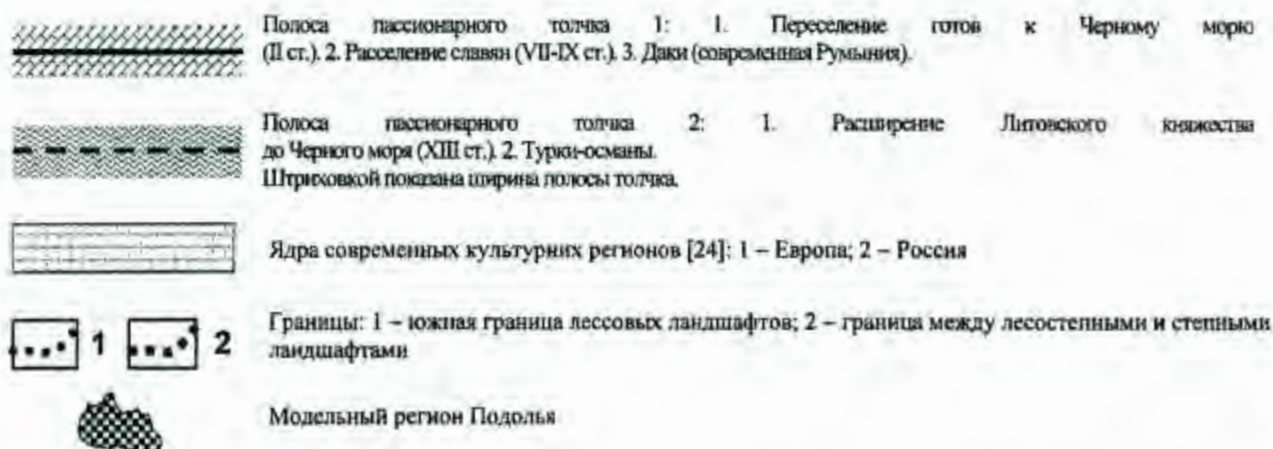 Полоса пассионарного толчка 1: 1. Переселение готов к Черному морю
(II ст.). 2. Расселение славян (VII-IX ст.). 3. Даки (современная Румыния).
Полоса пассионарного толчка 2: 1. Расширение Литовского княжества
до Черного моря (XIII ст.). 2. Турки-османы.
Штриховкой показана ширина полосы толчка.
Ядра современных культурних регионов [24]: 1 – Европа; 2 – Россия
1 2 Границы: 1 – южная граница лессовых ландшафтов; 2 – граница между лесостепными и степными
ландшафтами
Модельный регион Подолья